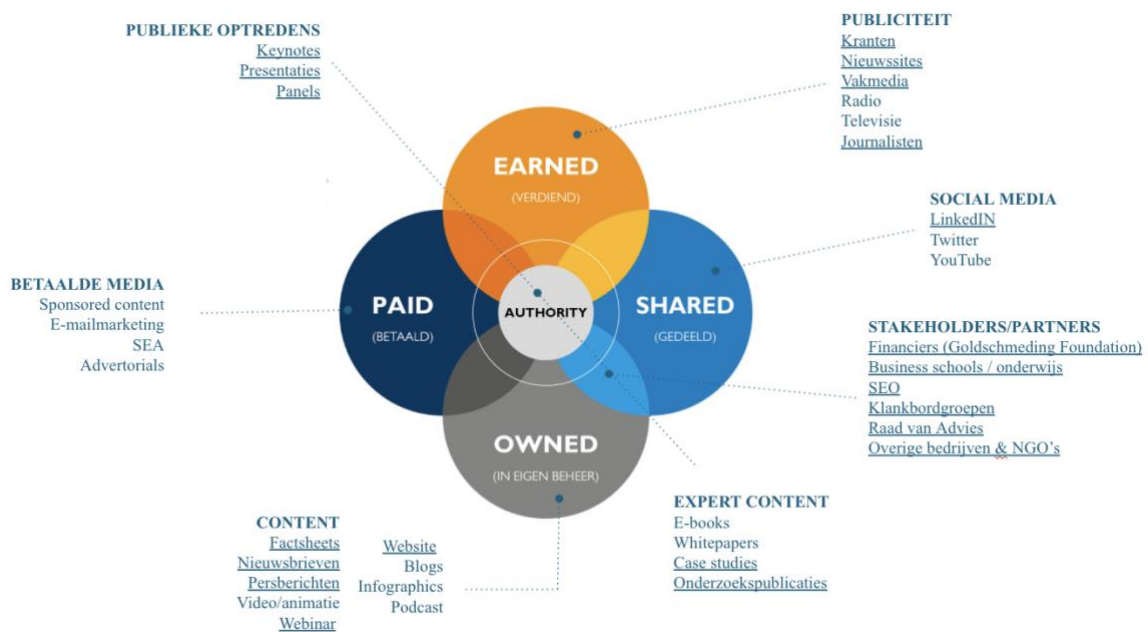 PUBLIEKE OPTREDENS
Keynotes
Presentaties
Panels
PUBLICITEIT
Kranten
Nieuwssites
Vakmedia
Radio
Televisie
Journalisten
EARNED
(VERDIEND)
SOCIAL MEDIA
LinkedIN
Twitter
YouTube
BETAALDE MEDIA
Sponsored content
E-mailmarketing
SEA
Advertorials
PAID
(BETAALD)
AUTHORITY
SHARED
(GEDEELD)
STAKEHOLDERS/PARTNERS
Financiers (Goldschmeding Foundation)
Business schools / onderwijs
SEO
Klankbordgroepen
Raad van Advies
Overige bedrijven & NGO’s
OWNED
(IN EIGEN BEHEER)
EXPERT CONTENT
E-books
Whitepapers
Case studies
Onderzoekspublicaties
CONTENT
Factsheets
Nieuwsbrieven
Persberichten
Video/animatie
Webinar
Website
Blogs
Infographics
Podcast